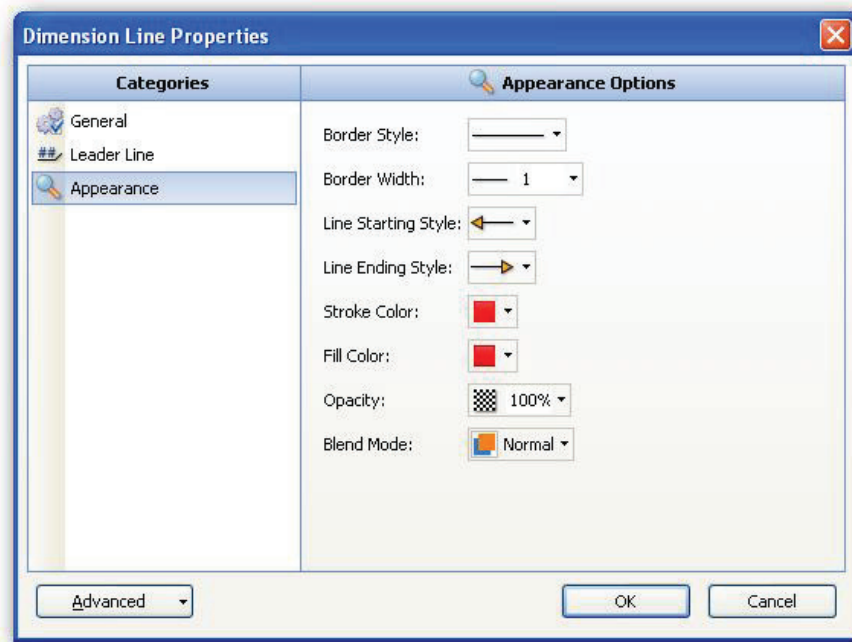 Dimension Line Properties
Categories
Appearance Options
General
Leader Line
Appearance
Border Style:
Border Width: 1
Line Starting Style:
Line Ending Style:
Stroke Color:
Fill Color:
Opacity: 100%
Blend Mode: Normal
Advanced
OK
Cancel